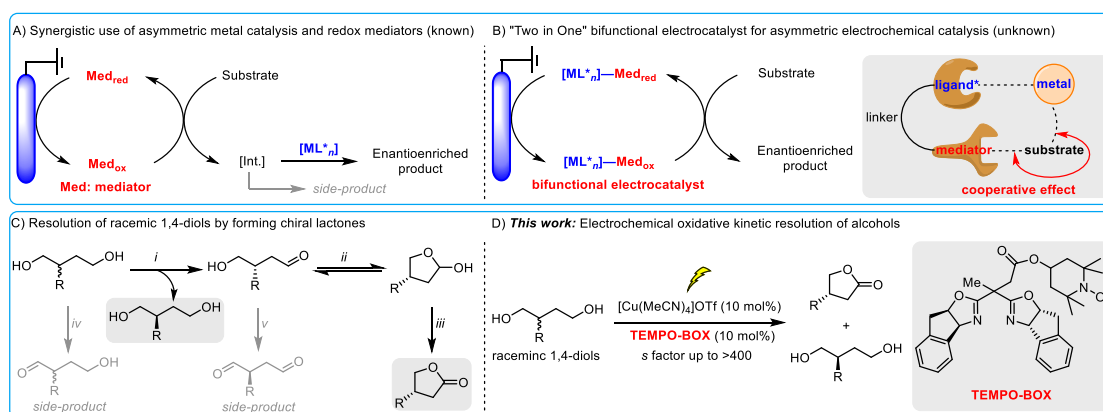 A) Synergistic use of asymmetric metal catalysis and redox mediators (known)
Med_red
Substrate
Med_ox
Med: mediator
[Int.]
[ML*_n]
Enantioenriched
product
side-product
B) "Two in One" bifunctional electrocatalyst for asymmetric electrochemical catalysis (unknown)
[ML*_n]—Med_red
Substrate
[ML*_n]—Med_ox
bifunctional electrocatalyst
Enantioenriched
product
ligand*
metal
linker
mediator
substrate
cooperative effect
C) Resolution of racemic 1,4-diols by forming chiral lactones
HO
OH
R
i
HO
O
R
ii
O
OH
R
HO
OH
R
iv
v
iii
O
OH
R
side-product
O
O
R
side-product
O
O
R
D) This work: Electrochemical oxidative kinetic resolution of alcohols
HO
OH
R
raceminc 1,4-diols
[Cu(MeCN)4]OTf (10 mol%)
TEMPO-BOX (10 mol%)
s factor up to >400
O
O
R
+
HO
OH
R
O
O
Me
Me
Me
N
O
Me
Me
O
O
N
N
TEMPO-BOX